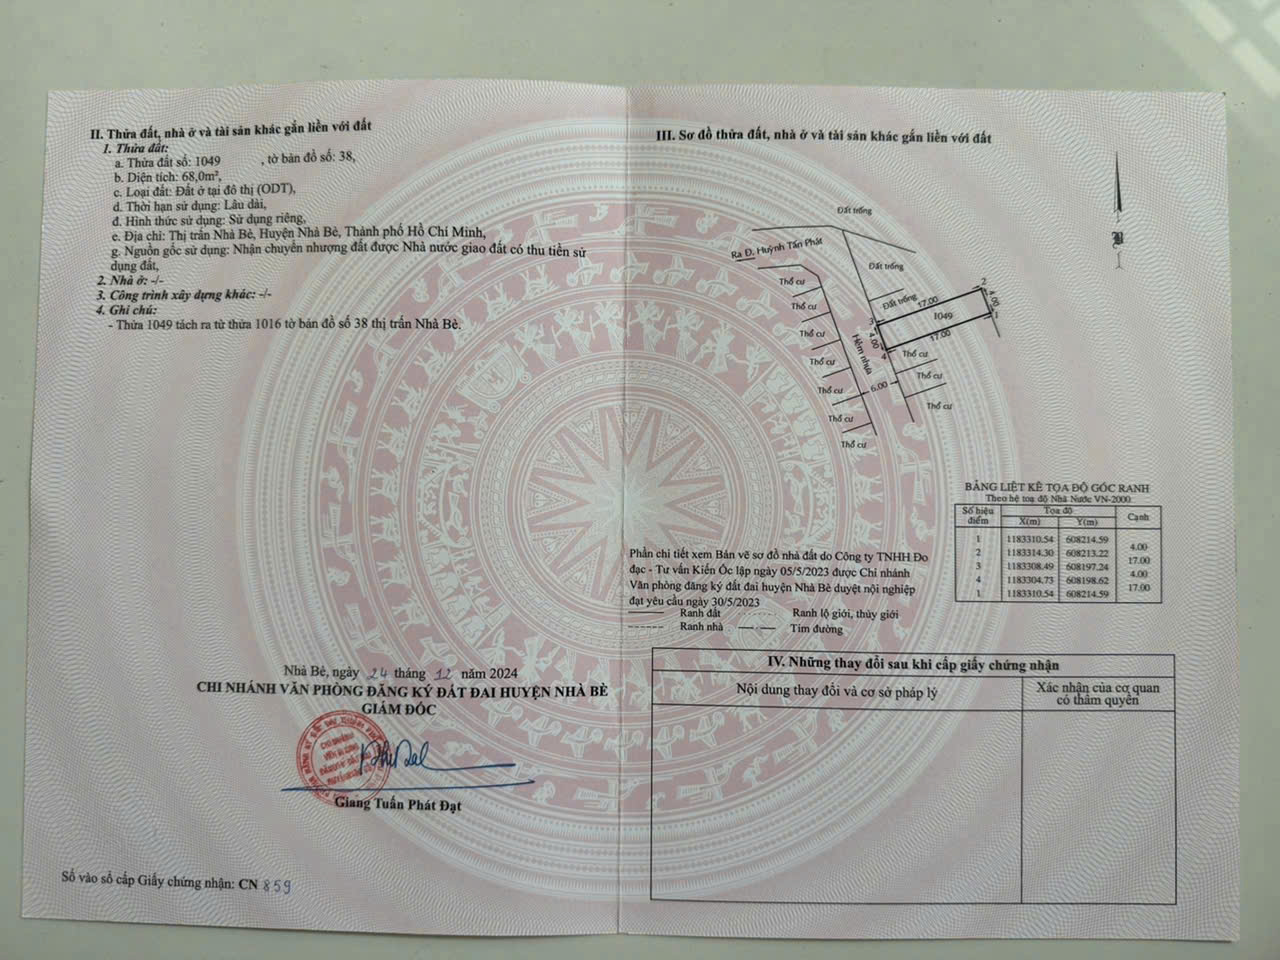 II. Thửa đất, nhà ở và tài sản khác gắn liền với đất
1. Thửa đất:
a. Thửa đất số: 1049 , tờ bản đồ số: 38,
b. Diện tích: 68,0m²,
c. Loại đất: Đất ở tại đô thị (ODT),
d. Thời hạn sử dụng: Lâu dài,
đ. Hình thức sử dụng: Sử dụng riêng,
e. Địa chỉ: Thị trấn Nhà Bè, Huyện Nhà Bè, Thành phố Hồ Chí Minh,
g. Nguồn gốc sử dụng: Nhận chuyển nhượng đất được Nhà nước giao đất có thu tiền sử
dụng đất,
2. Nhà ở: -/-
3. Công trình xây dựng khác: -/-
4. Ghi chú:
- Thửa 1049 tách ra từ thửa 1016 tờ bản đồ số 38 thị trấn Nhà Bè.
Nhà Bè, ngày 24 tháng 12 năm 2024
CHI NHÁNH VĂN PHÒNG ĐĂNG KÝ ĐẤT ĐAI HUYỆN NHÀ BÈ
GIÁM ĐỐC
Giang Tuấn Phát Đạt
Số vào sổ cấp Giấy chứng nhận: CN 859
III. Sơ đồ thửa đất, nhà ở và tài sản khác gắn liền với đất
B
Đất trống
Ra Đ. Huỳnh Tấn Phát
Đất trống
Thổ cư
Đất trống
17.00
2
4.00
1
1049
17.00
3
4.00
4
Thổ cư
Thổ cư
Hẻm nhựa
Thổ cư
Thổ cư
Thổ cư
Thổ cư
6.00
Thổ cư
Thổ cư
Thổ cư
BẢNG LIỆT KÊ TỌA ĐỘ GÓC RANH
Theo hệ toạ độ Nhà Nước VN-2000
Số hiệu điểm Tọa độ Cạnh
X(m) Y(m)
1 1183310.54 608214.59
4.00
2 1183314.30 608213.22
17.00
3 1183308.49 608197.24
4.00
4 1183304.73 608198.62
17.00
1 1183310.54 608214.59
Phần chi tiết xem Bản vẽ sơ đồ nhà đất do Công ty TNHH Đo
đạc - Tư vấn Kiến Ốc lập ngày 05/5/2023 được Chi nhánh
Văn phòng đăng ký đất đai huyện Nhà Bè duyệt nội nghiệp
đạt yêu cầu ngày 30/5/2023
Ranh đất Ranh lộ giới, thủy giới
Ranh nhà Tim đường
IV. Những thay đổi sau khi cấp giấy chứng nhận
Nội dung thay đổi và cơ sở pháp lý
Xác nhận của cơ quan
có thẩm quyền